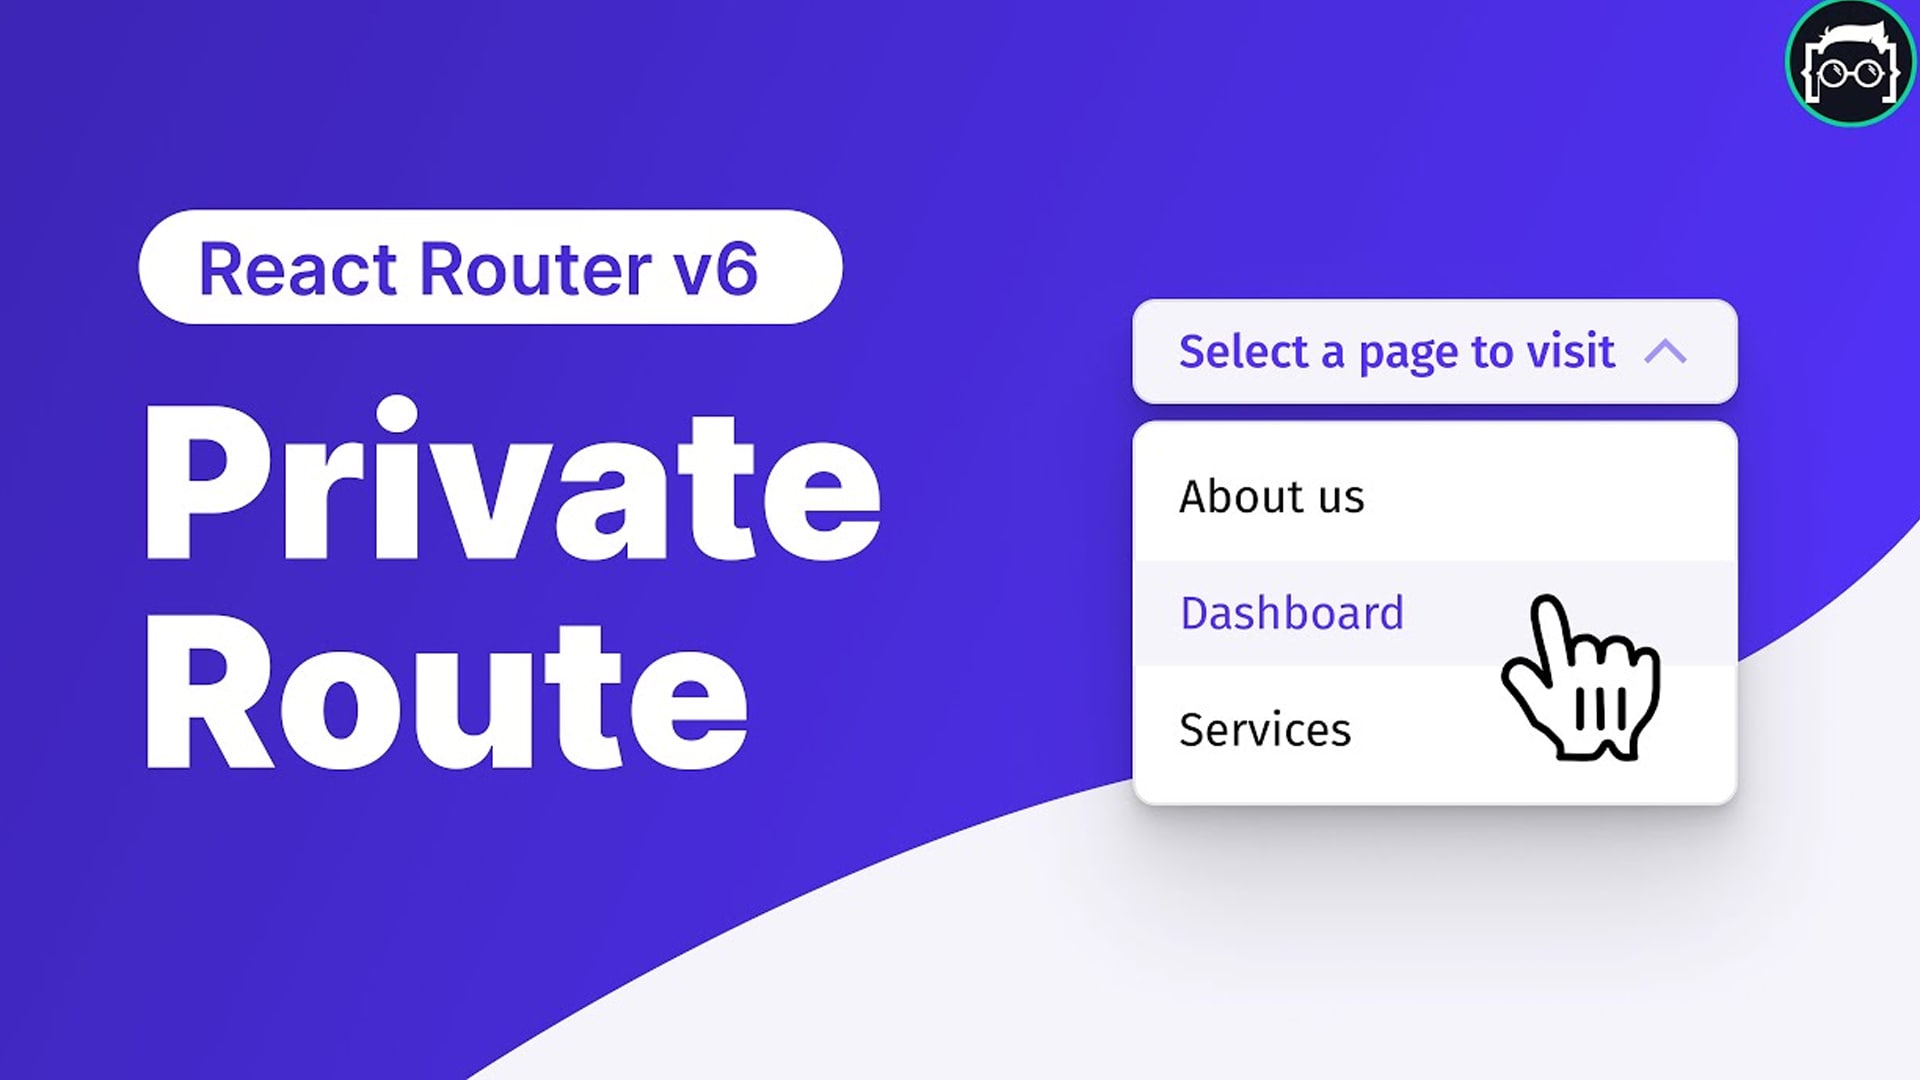 React Router v6
Private
Route
Select a page to visit
About us
Dashboard
Services